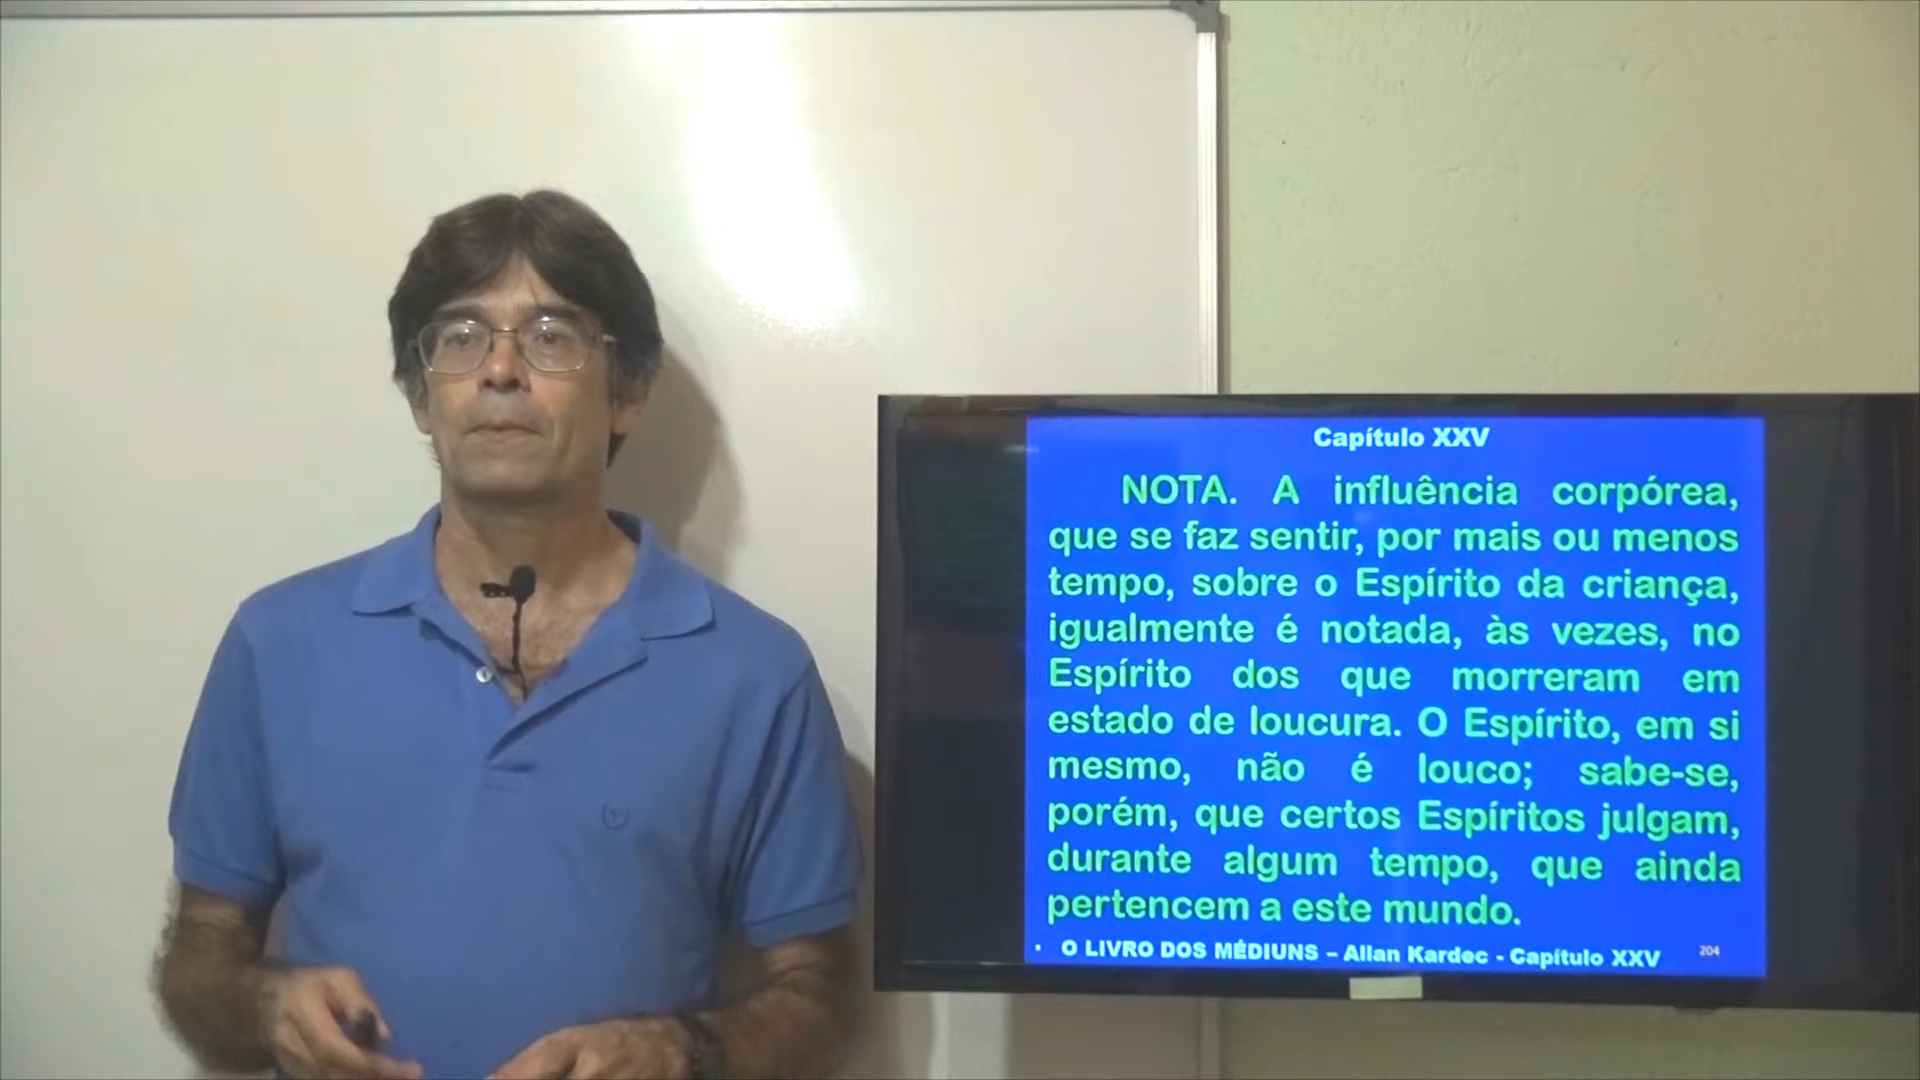 Capítulo XXV
NOTA. A influência corpórea,
que se faz sentir, por mais ou menos
tempo, sobre o Espírito da criança,
igualmente é notada, às vezes, no
Espírito dos que morreram em
estado de loucura. O Espírito, em si
mesmo, não é louco; sabe-se,
porém, que certos Espíritos julgam,
durante algum tempo, que ainda
pertencem a este mundo.
• O LIVRO DOS MÉDIUNS – Allan Kardec - Capítulo XXV
204